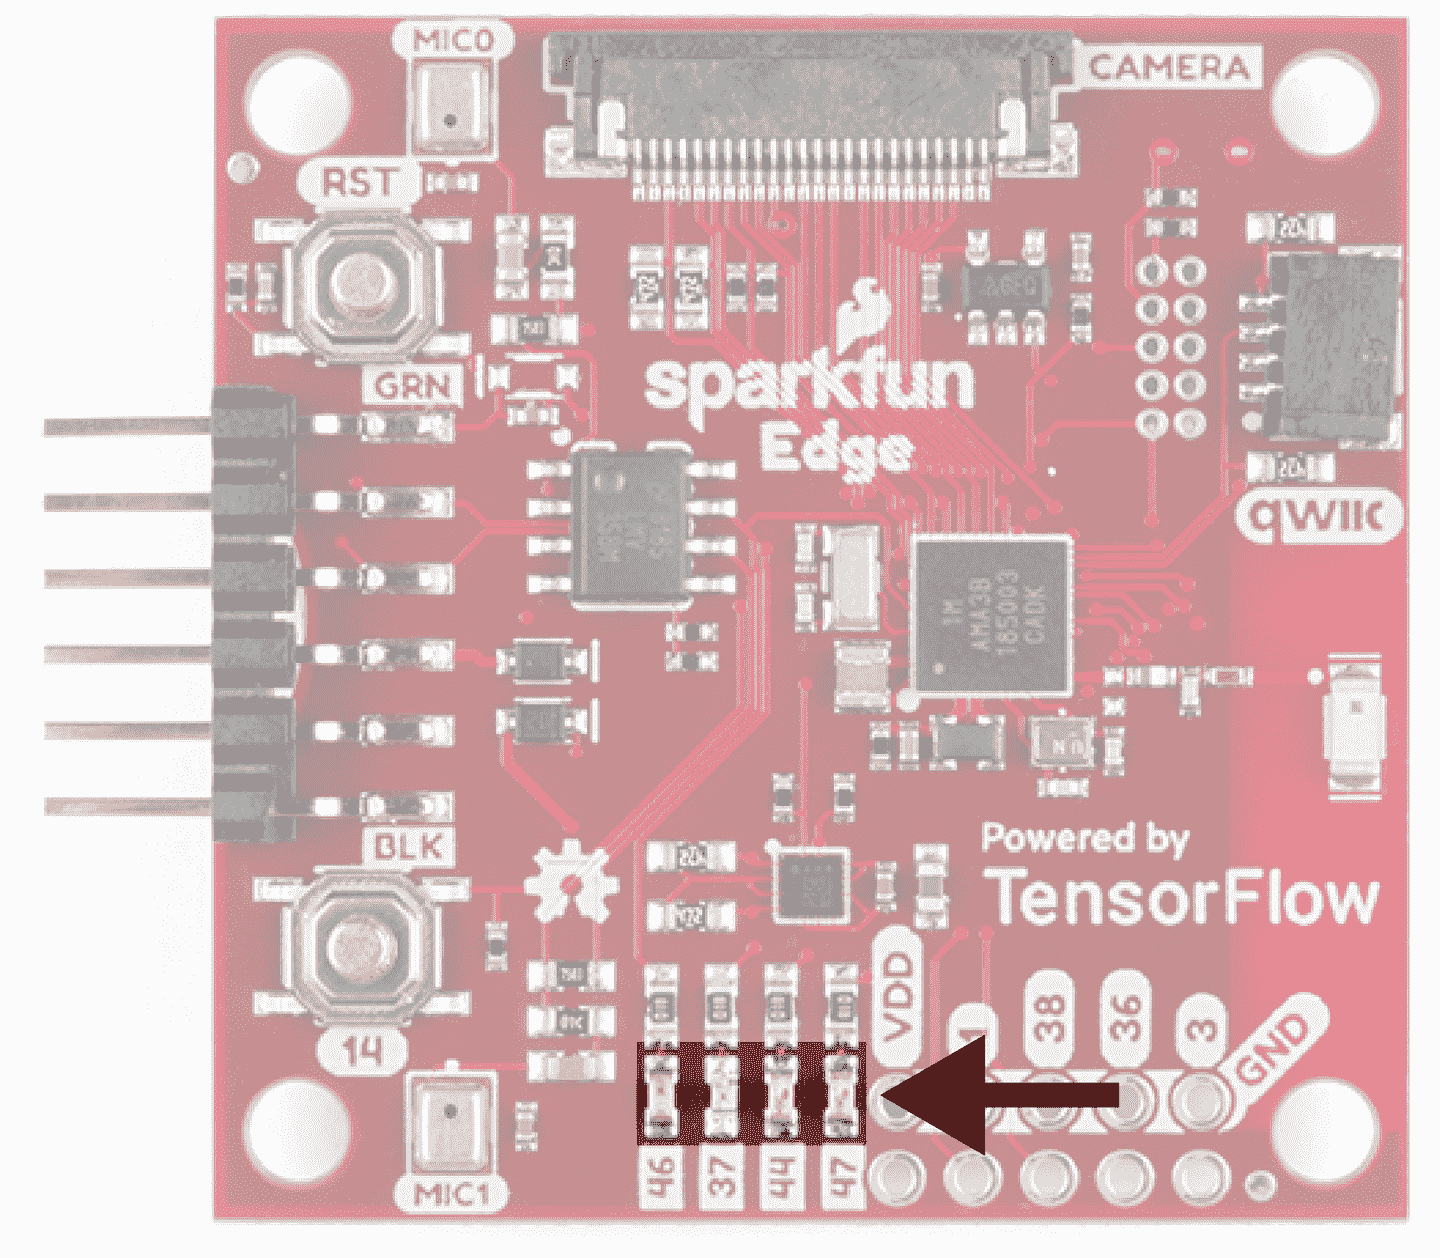 MIC0
CAMERA
RST
GRN
sparkfun
Edge
qwiic
1M
AMA3B
185003
CADK
BLK
Powered by
TensorFlow
VDD
1
38
36
3
GND
14
MIC1
46
37
44
47